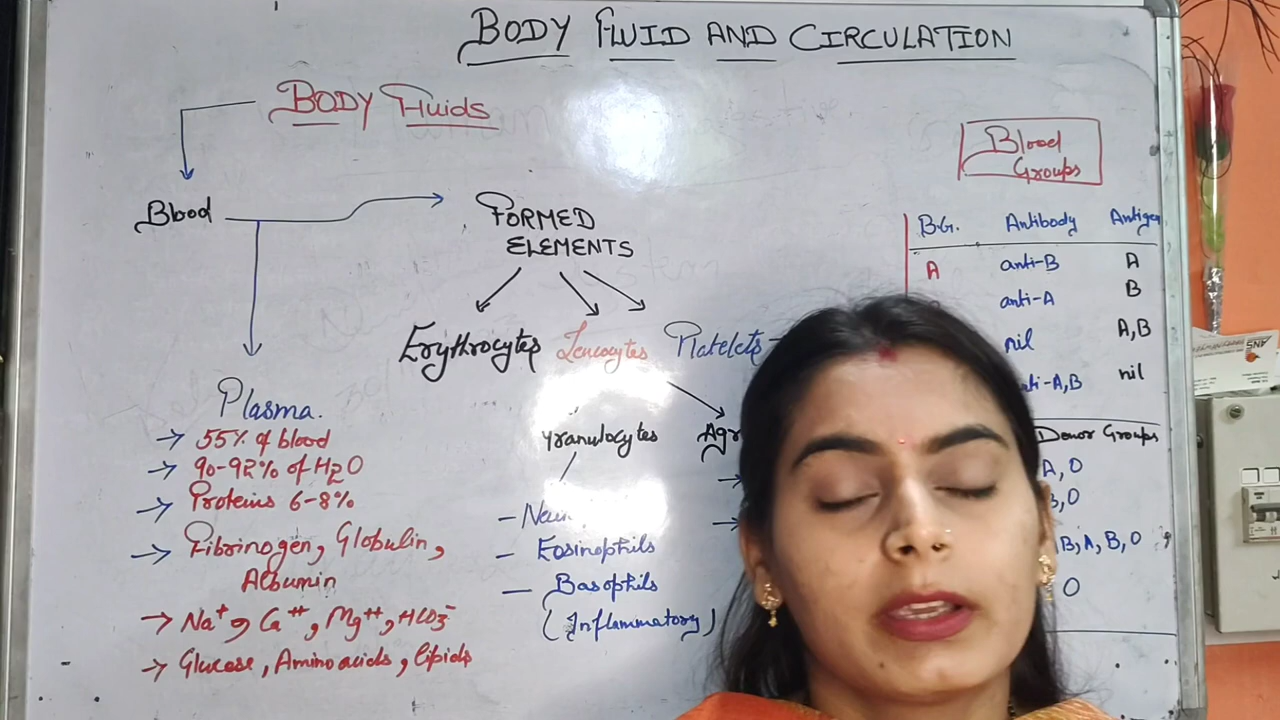 BODY FLUID AND CIRCULATION
BODY Fluids
Blood
FORMED
ELEMENTS
Erythrocytes Leucocytes Platelets
Plasma.
→ 55% of blood
→ 90-92% of H2O
→ Proteins 6-8%
→ Fibrinogen, Globulin,
Albumin
→ Na⁺, Ca⁺⁺, Mg⁺⁺, HCO3⁻
→ Glucose, Amino acids, lipids
Granulocytes
- Eosinophils
- Basophils
(Inflammatory)
Blood
Groups
B.G. Antibody Antigen
A anti-B A
anti-A B
nil A,B
A,B nil
Donor Groups
A, O
O
B, A, B, O
O